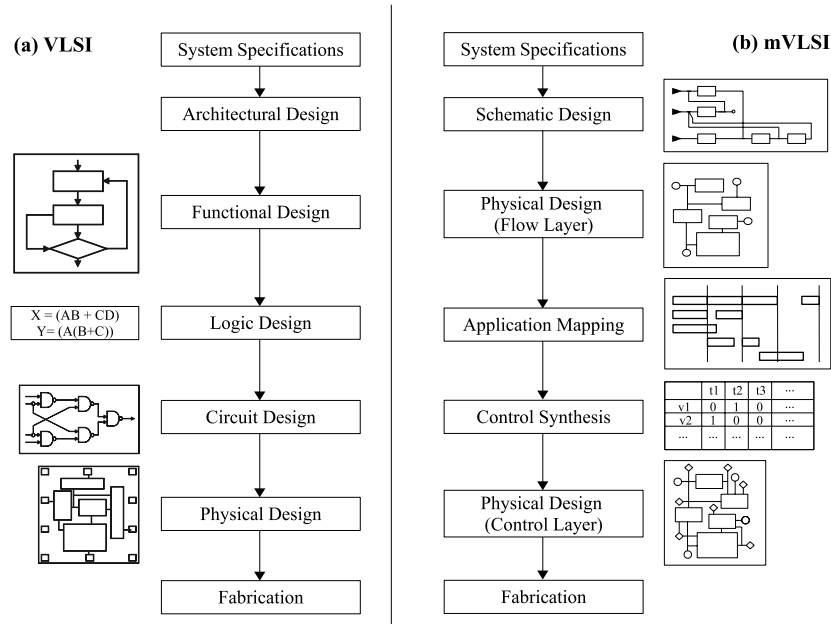 (a) VLSI
System Specifications
Architectural Design
Functional Design
X = (AB + CD)
Y= (A(B+C))
Logic Design
Circuit Design
Physical Design
Fabrication
(b) mVLSI
System Specifications
Schematic Design
Physical Design
(Flow Layer)
Application Mapping
Control Synthesis
t1 t2 t3 ...
v1 0 1 0 ...
v2 1 0 0 ...
... ... ... ... ...
Physical Design
(Control Layer)
Fabrication